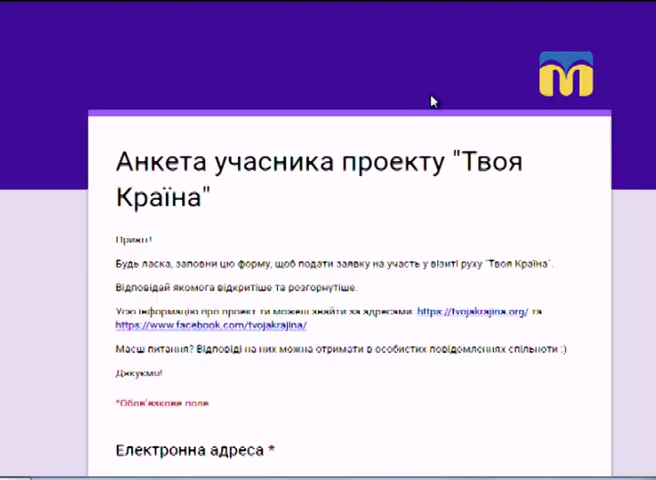 Анкета учасника проекту "Твоя
Країна"
Привіт!
Будь ласка, заповни цю форму, щоб подати заявку на участь у візиті руху "Твоя Країна".
Відповідай якомога відкритіше та розгорнутіше.
Усю інформацію про проект ти можеш знайти за адресами: https://tvojakrajina.org/ та
https://www.facebook.com/tvojakrajina/
Маєш питання? Відповіді на них можна отримати в особистих повідомленнях спільноти :)
Дякуємо!
*Обов'язкове поле
Електронна адреса *